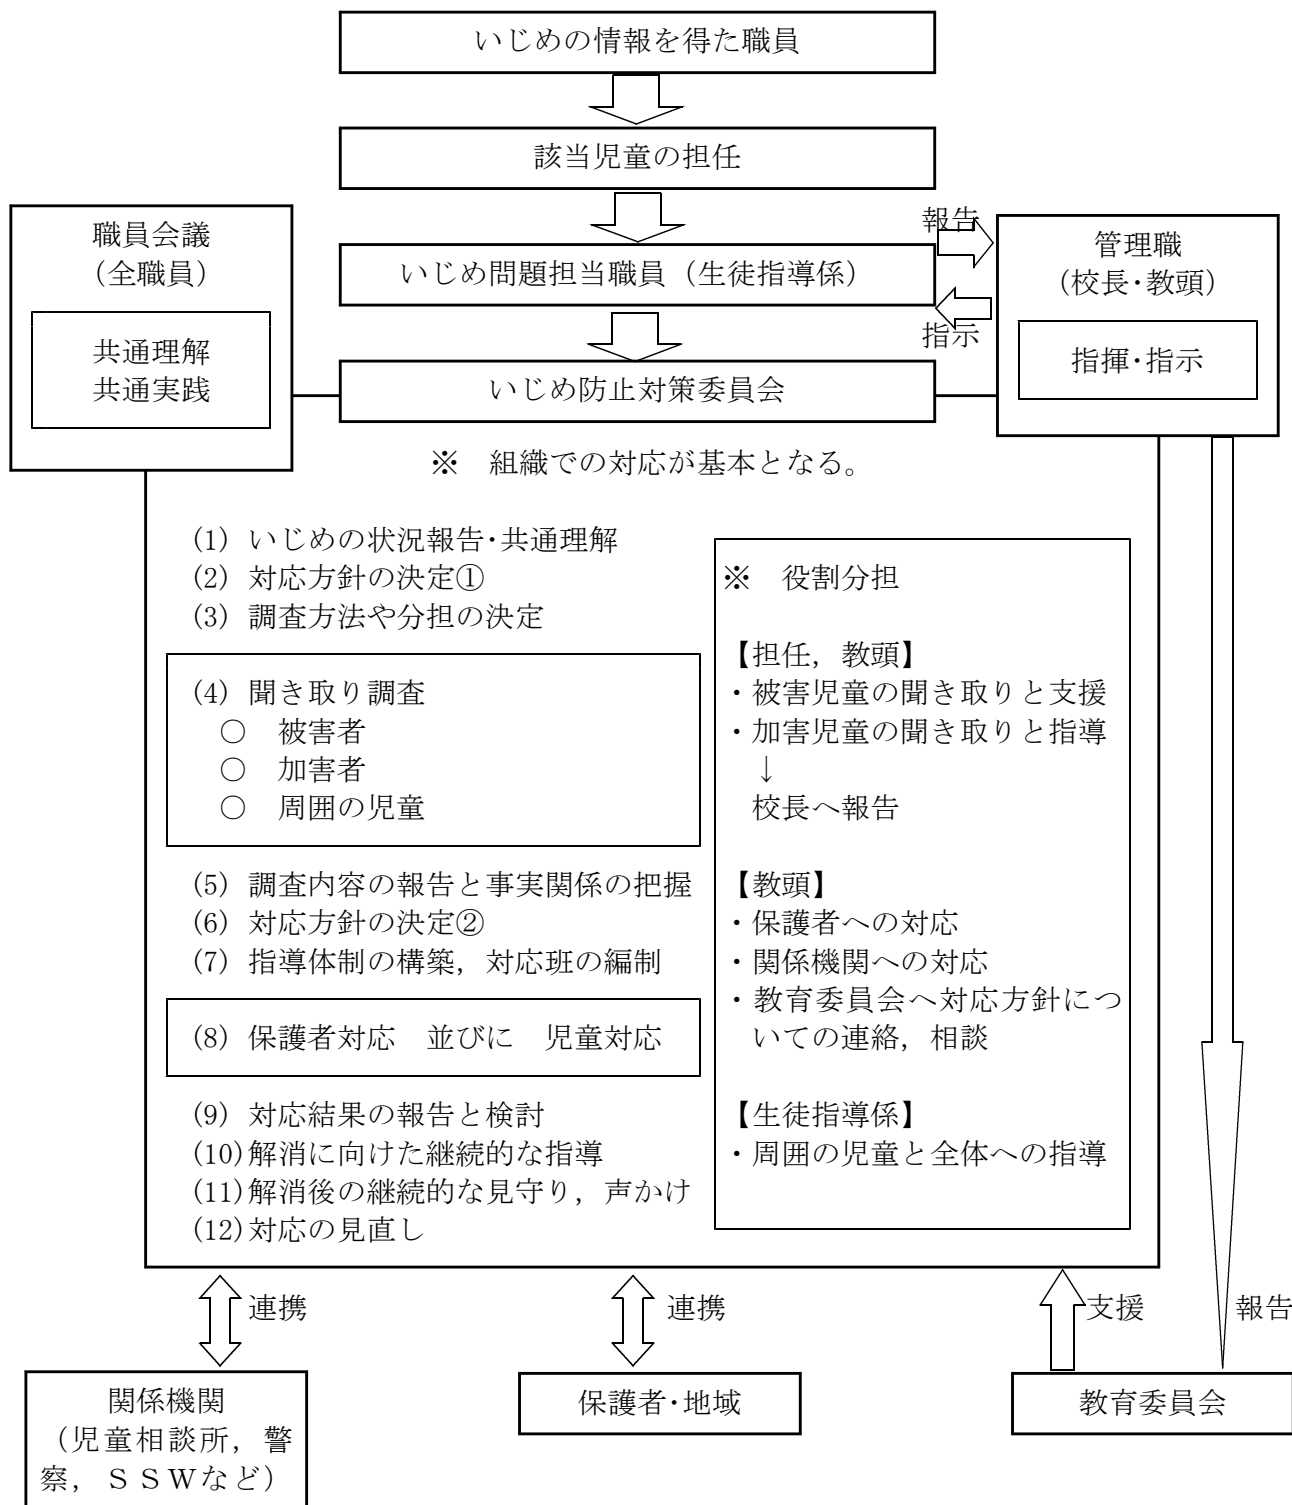 いじめの情報を得た職員
該当児童の担任
職員会議
（全職員）
共通理解
共通実践
いじめ問題担当職員（生徒指導係）
報告
指示
管理職
（校長・教頭）
指揮・指示
いじめ防止対策委員会
※　組織での対応が基本となる。
(1) いじめの状況報告・共通理解
(2) 対応方針の決定①
(3) 調査方法や分担の決定
(4) 聞き取り調査
○　被害者
○　加害者
○　周囲の児童
(5) 調査内容の報告と事実関係の把握
(6) 対応方針の決定②
(7) 指導体制の構築，対応班の編制
(8) 保護者対応　並びに　児童対応
(9) 対応結果の報告と検討
(10)解消に向けた継続的な指導
(11)解消後の継続的な見守り，声かけ
(12)対応の見直し
※　役割分担
【担任，教頭】
・被害児童の聞き取りと支援
・加害児童の聞き取りと指導
↓
校長へ報告
【教頭】
・保護者への対応
・関係機関への対応
・教育委員会へ対応方針につ
いての連絡，相談
【生徒指導係】
・周囲の児童と全体への指導
連携
連携
支援
報告
関係機関
（児童相談所，警
察，ＳＳＷなど）
保護者・地域
教育委員会